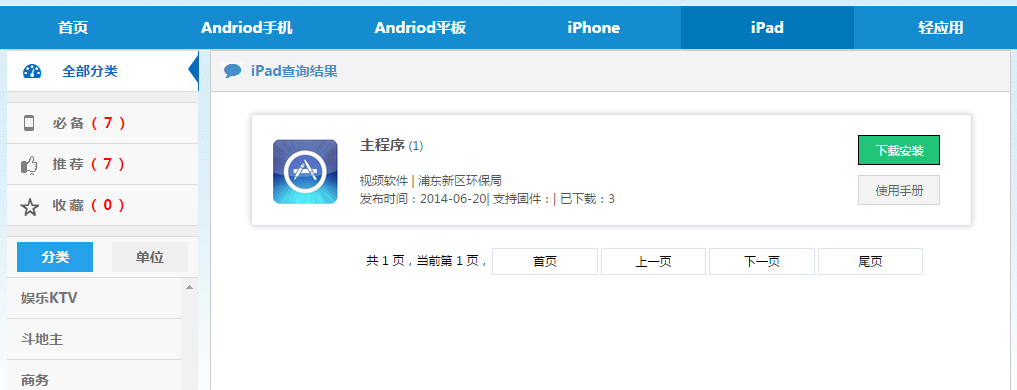 首页 Andriod手机 Andriod平板 iPhone iPad 轻应用
全部分类
必备 ( 7 )
推荐 ( 7 )
收藏 ( 0 )
分类 单位
娱乐KTV
斗地主
商务
iPad查询结果
主程序 (1)
视频软件 | 浦东新区环保局
发布时间：2014-06-20| 支持固件：| 已下载：3
下载安装
使用手册
共 1 页，当前第 1 页， 首页 上一页 下一页 尾页